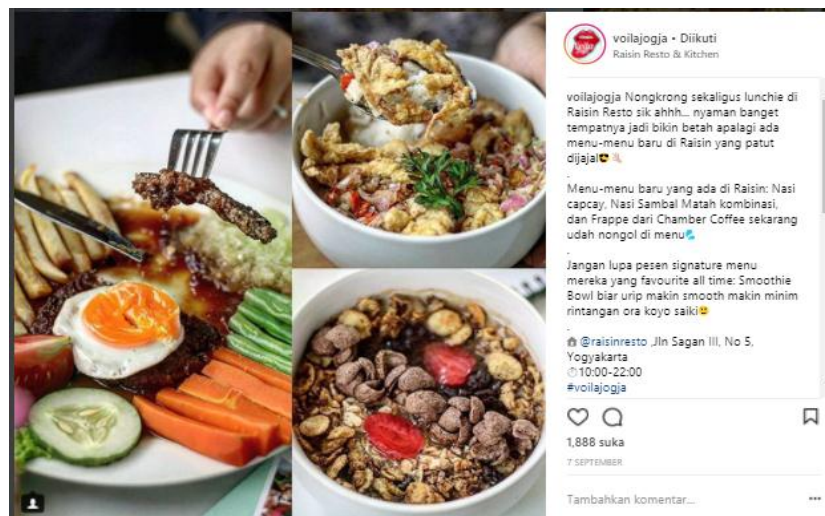 voilajogja • Diikuti
Raisin Resto & Kitchen
voilajogja Nongkrong sekaligus lunchie di
Raisin Resto sik ahhh... nyaman banget
tempatnya jadi bikin betah apalagi ada
menu-menu baru di Raisin yang patut
dijajal
.
Menu-menu baru yang ada di Raisin: Nasi
capcay, Nasi Sambal Matah kombinasi,
dan Frappe dari Chamber Coffee sekarang
udah nongol di menu
.
Jangan lupa pesen signature menu
mereka yang favourite all time: Smoothie
Bowl biar urip makin smooth makin minim
rintangan ora koyo saiki
.
@raisinresto ,Jln Sagan III, No 5,
Yogyakarta
10:00-22:00
#voilajogja
1,888 suka
7 SEPTEMBER
Tambahkan komentar...